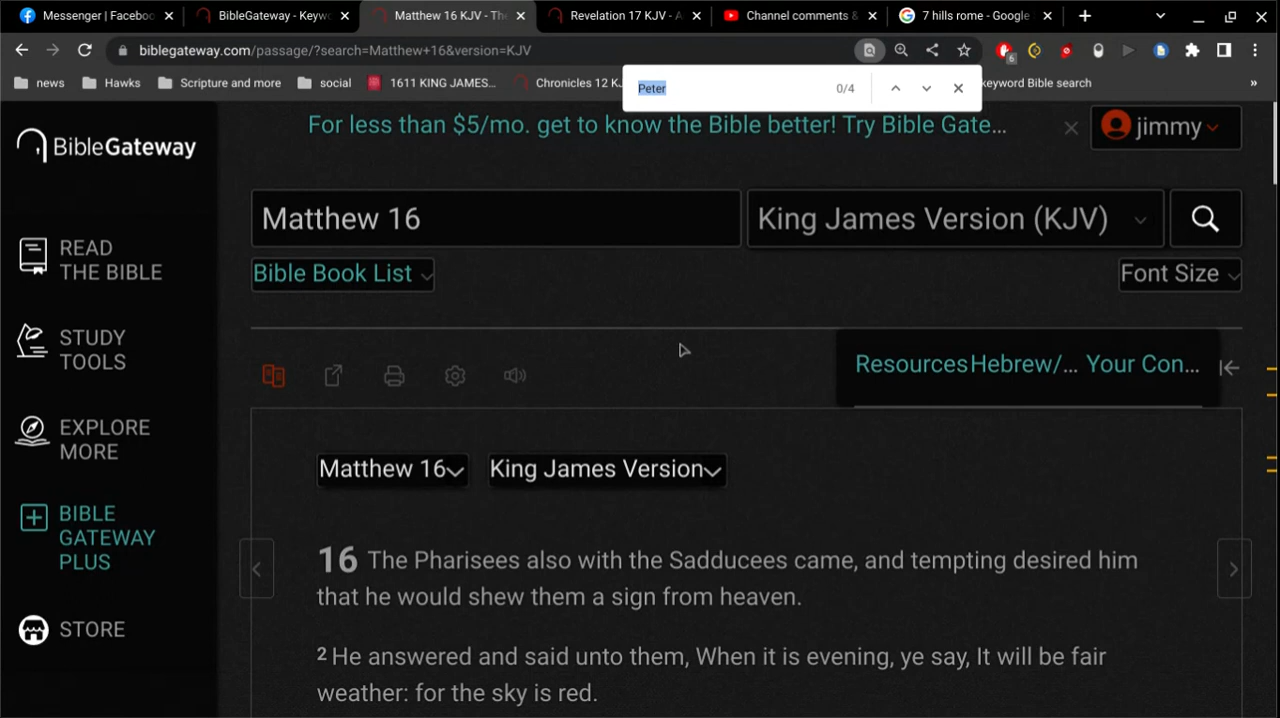 Messenger | Faceboo
BibleGateway - Keyw
Matthew 16 KJV - The
Revelation 17 KJV - A
Channel comments &
7 hills rome - Google
biblegateway.com/passage/?search=Matthew+16&version=KJV
6
news
Hawks
Scripture and more
social
1611 KING JAMES...
Chronicles 12 KJ
keyword Bible search
»
Peter
0/4
For less than $5/mo. get to know the Bible better! Try Bible Gate...
BibleGateway
jimmy
Matthew 16
King James Version (KJV)
Bible Book List
Font Size
READ
THE BIBLE
STUDY
TOOLS
EXPLORE
MORE
BIBLE
GATEWAY
PLUS
STORE
Resources
Hebrew/...
Your Con...
Matthew 16
King James Version
16 The Pharisees also with the Sadducees came, and tempting desired him
that he would shew them a sign from heaven.
2 He answered and said unto them, When it is evening, ye say, It will be fair
weather: for the sky is red.